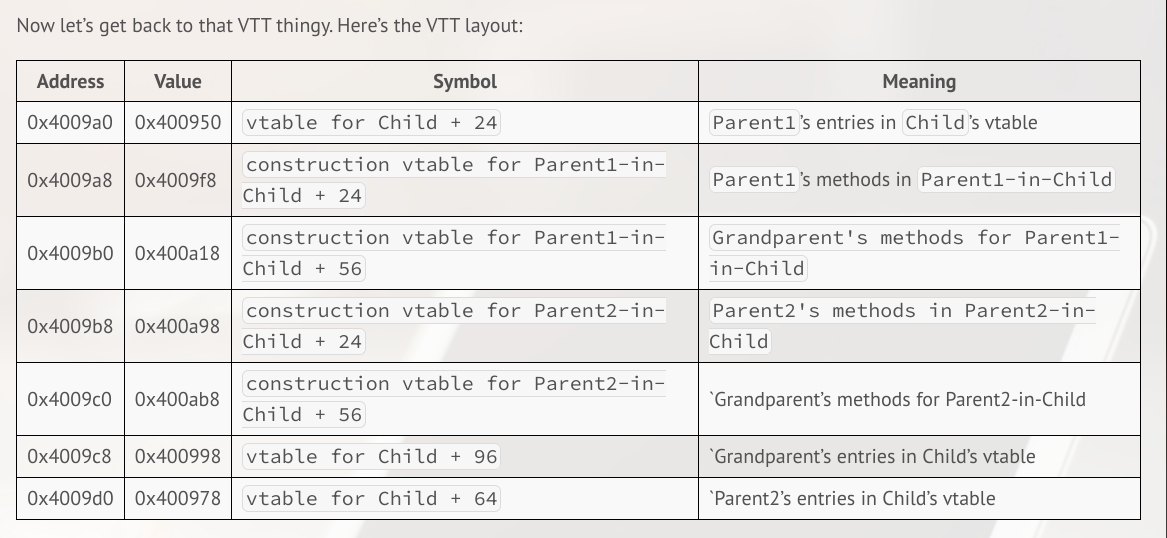 Now let's get back to that VTT thingy. Here's the VTT layout:
Address Value Symbol Meaning
0x4009a0 0x400950 vtable for Child + 24 Parent1's entries in Child's vtable
0x4009a8 0x4009f8 construction vtable for Parent1-in-
Child + 24 Parent1's methods in Parent1-in-Child
0x4009b0 0x400a18 construction vtable for Parent1-in-
Child + 56 Grandparent's methods for Parent1-
in-Child
0x4009b8 0x400a98 construction vtable for Parent2-in-
Child + 24 Parent2's methods in Parent2-in-
Child
0x4009c0 0x400ab8 construction vtable for Parent2-in-
Child + 56 `Grandparent's methods for Parent2-in-Child
0x4009c8 0x400998 vtable for Child + 96 `Grandparent's entries in Child's vtable
0x4009d0 0x400978 vtable for Child + 64 `Parent2's entries in Child's vtable